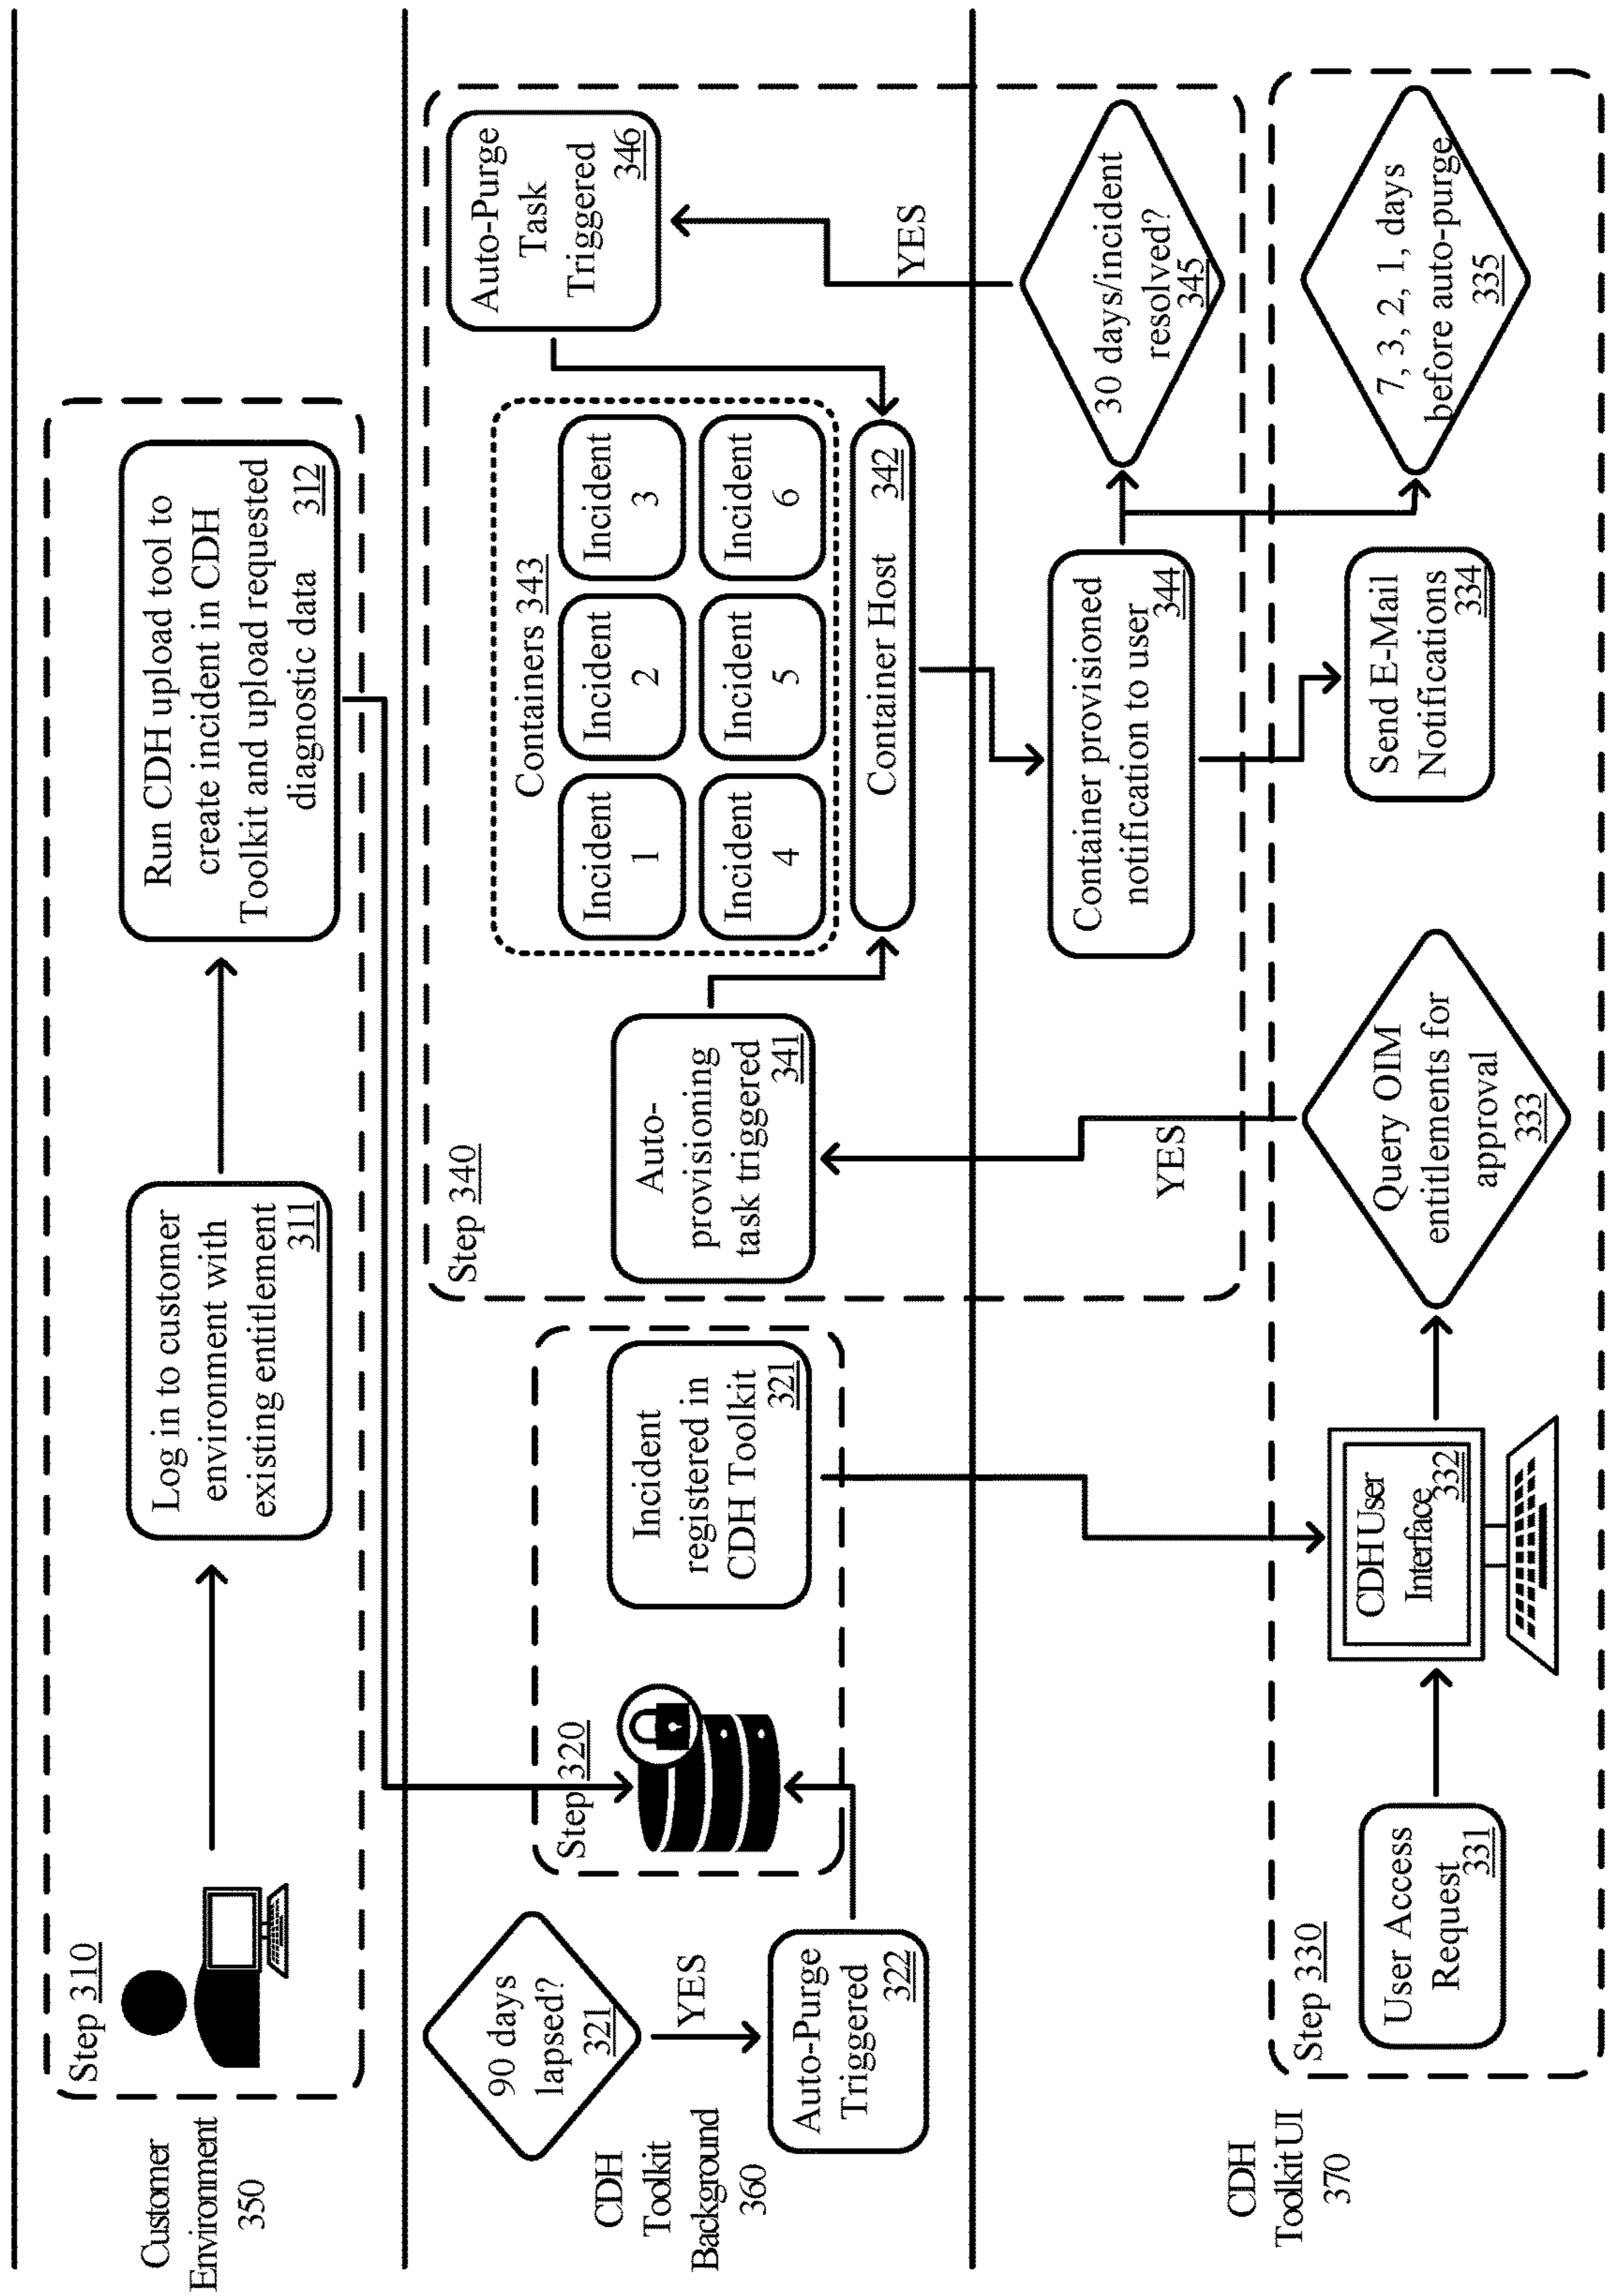 Customer
Environment
350
Step 310
Log in to customer
environment with
existing entitlement
311
Run CDH upload tool to
create incident in CDH
Toolkit and upload requested
diagnostic data 312
CDH
Toolkit
Background
360
90 days
lapsed?
321
YES
Auto-Purge
Triggered
322
Step 320
Incident
registered in
CDH Toolkit
321
Step 340
Auto-
provisioning
task triggered
341
Containers 343
Incident
1
Incident
2
Incident
3
Incident
4
Incident
5
Incident
6
Container Host 342
Auto-Purge
Task
Triggered
346
YES
CDH
Toolkit UI
370
Container provisioned
notification to user
344
30 days/incident
resolved?
345
Step 330
User Access
Request
331
CDH User
Interface
332
Query OIM
entitlements for
approval
333
YES
Send E-Mail
Notifications
334
7, 3, 2, 1, days
before auto-purge
335